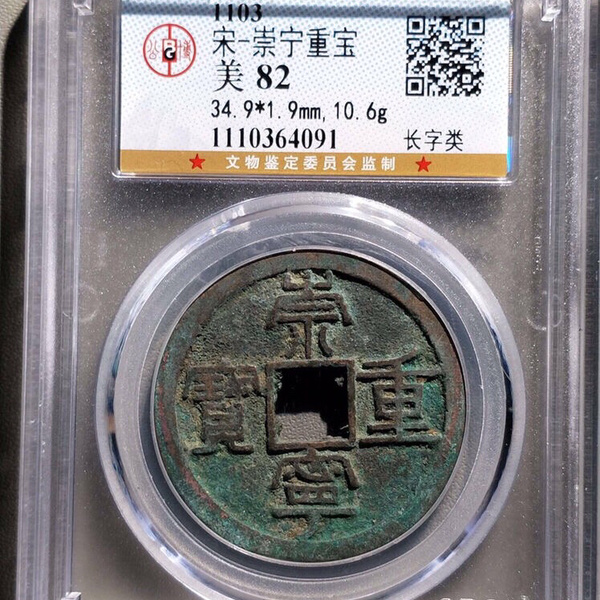 1103
宋-崇宁重宝
美 82
34.9*1.9mm,10.6g
1110364091
长字类
★ 文物鉴定委员会监制 ★
崇
寶 重
寧